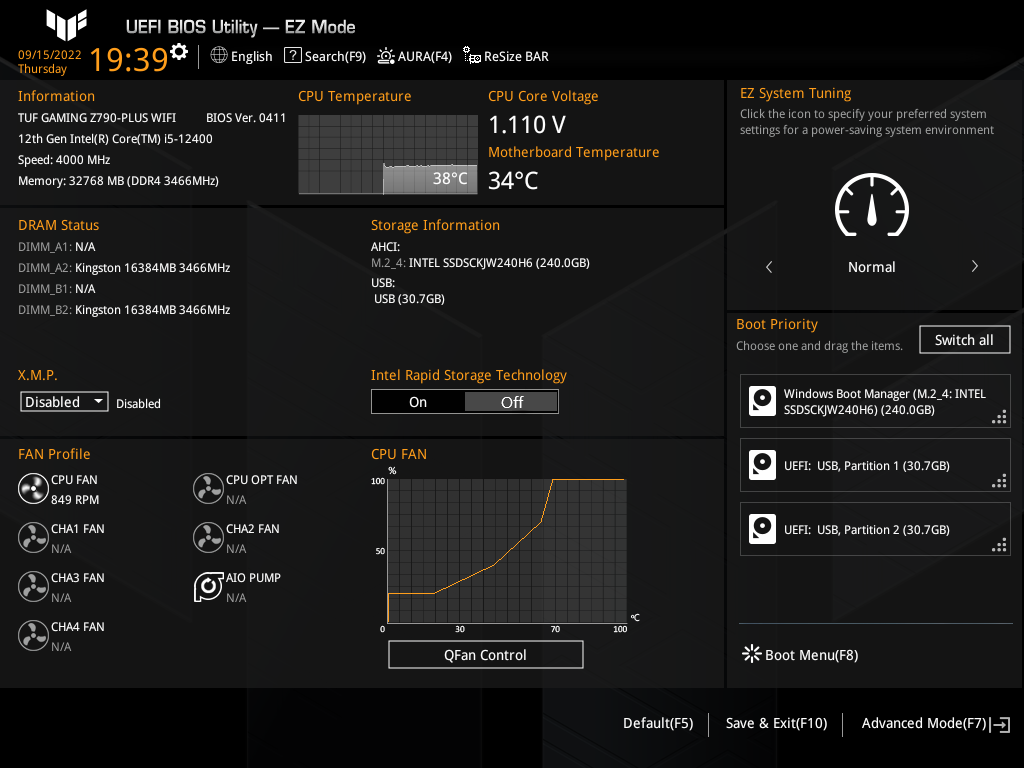 UEFI BIOS Utility — EZ Mode
09/15/2022
Thursday
19:39
English
Search(F9)
AURA(F4)
ReSize BAR
Information
TUF GAMING Z790-PLUS WIFI BIOS Ver. 0411
12th Gen Intel(R) Core(TM) i5-12400
Speed: 4000 MHz
Memory: 32768 MB (DDR4 3466MHz)
CPU Temperature
38°C
CPU Core Voltage
1.110 V
Motherboard Temperature
34°C
EZ System Tuning
Click the icon to specify your preferred system
settings for a power-saving system environment
Normal
DRAM Status
DIMM_A1: N/A
DIMM_A2: Kingston 16384MB 3466MHz
DIMM_B1: N/A
DIMM_B2: Kingston 16384MB 3466MHz
Storage Information
AHCI:
M.2_4: INTEL SSDSCKJW240H6 (240.0GB)
USB:
USB (30.7GB)
X.M.P.
Disabled Disabled
Intel Rapid Storage Technology
On Off
Boot Priority
Choose one and drag the items.
Switch all
Windows Boot Manager (M.2_4: INTEL
SSDSCKJW240H6) (240.0GB)
UEFI: USB, Partition 1 (30.7GB)
UEFI: USB, Partition 2 (30.7GB)
Boot Menu(F8)
FAN Profile
CPU FAN
849 RPM
CPU OPT FAN
N/A
CHA1 FAN
N/A
CHA2 FAN
N/A
CHA3 FAN
N/A
AIO PUMP
N/A
CHA4 FAN
N/A
CPU FAN
%
100
50
0 30 70 100
°C
QFan Control
Default(F5)
Save & Exit(F10)
Advanced Mode(F7)